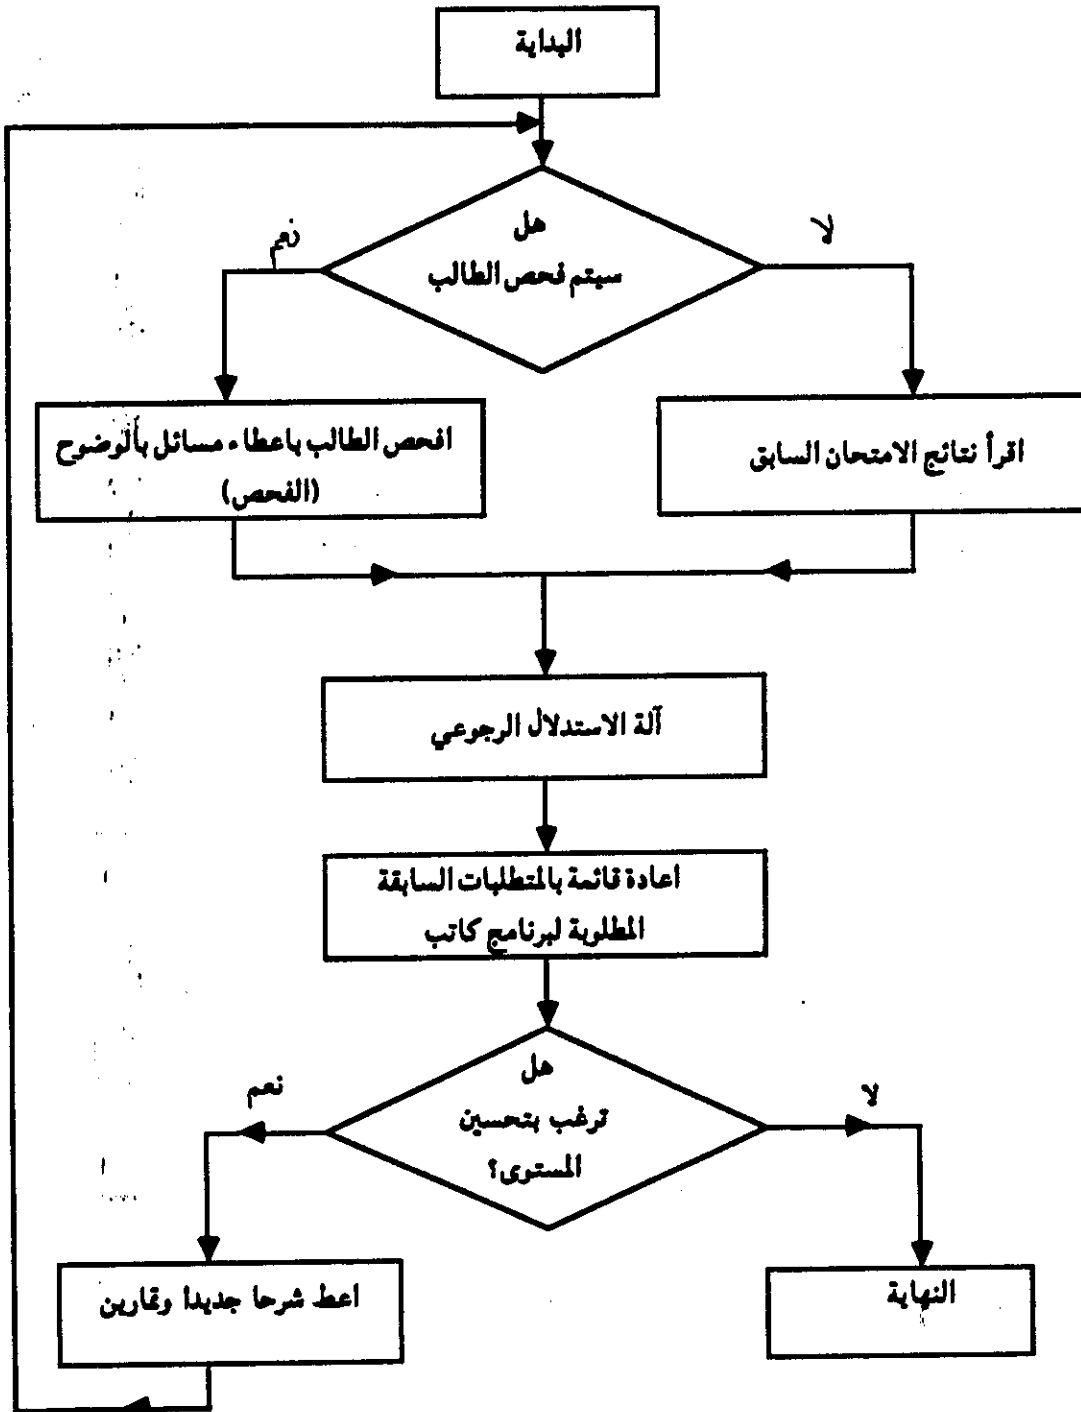 البداية
هل
سيتم فحص الطالب
لا
نعم
اقرأ نتائج الامتحان السابق
افحص الطالب باعطاء مسائل بألوضوح
(الفحص)
آلة الاستدلال الرجوعي
اعادة قائمة بالمتطلبات السابقة
المطلوبة لبرنامج كاتب
هل
ترغب بتحسين
المستوى؟
لا
نعم
النهاية
اعط شرحا جديدا وتمارين